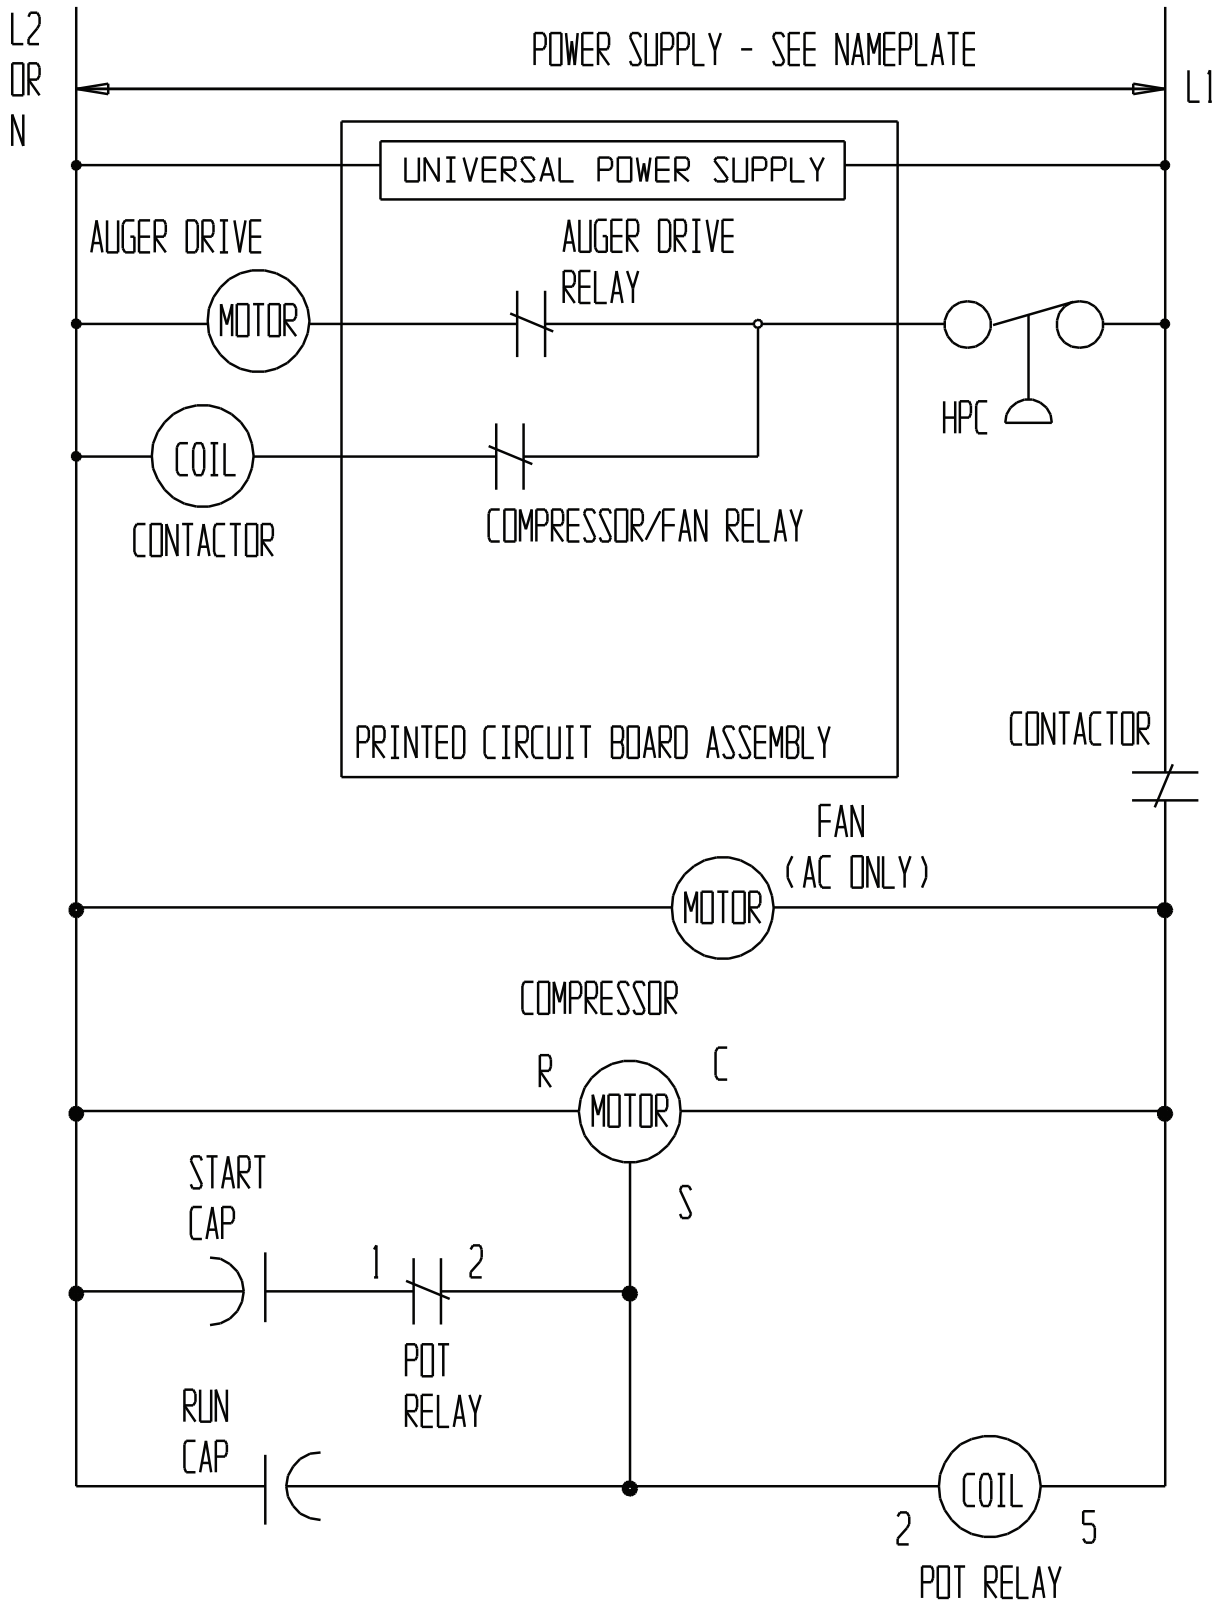 L2
OR
N
POWER SUPPLY - SEE NAMEPLATE
L1
UNIVERSAL POWER SUPPLY
AUGER DRIVE
MOTOR
AUGER DRIVE
RELAY
HPC
COIL
CONTACTOR
COMPRESSOR/FAN RELAY
PRINTED CIRCUIT BOARD ASSEMBLY
CONTACTOR
FAN
(AC ONLY)
MOTOR
COMPRESSOR
R
C
MOTOR
S
START
CAP
1
2
POT
RELAY
RUN
CAP
COIL
2
5
POT RELAY